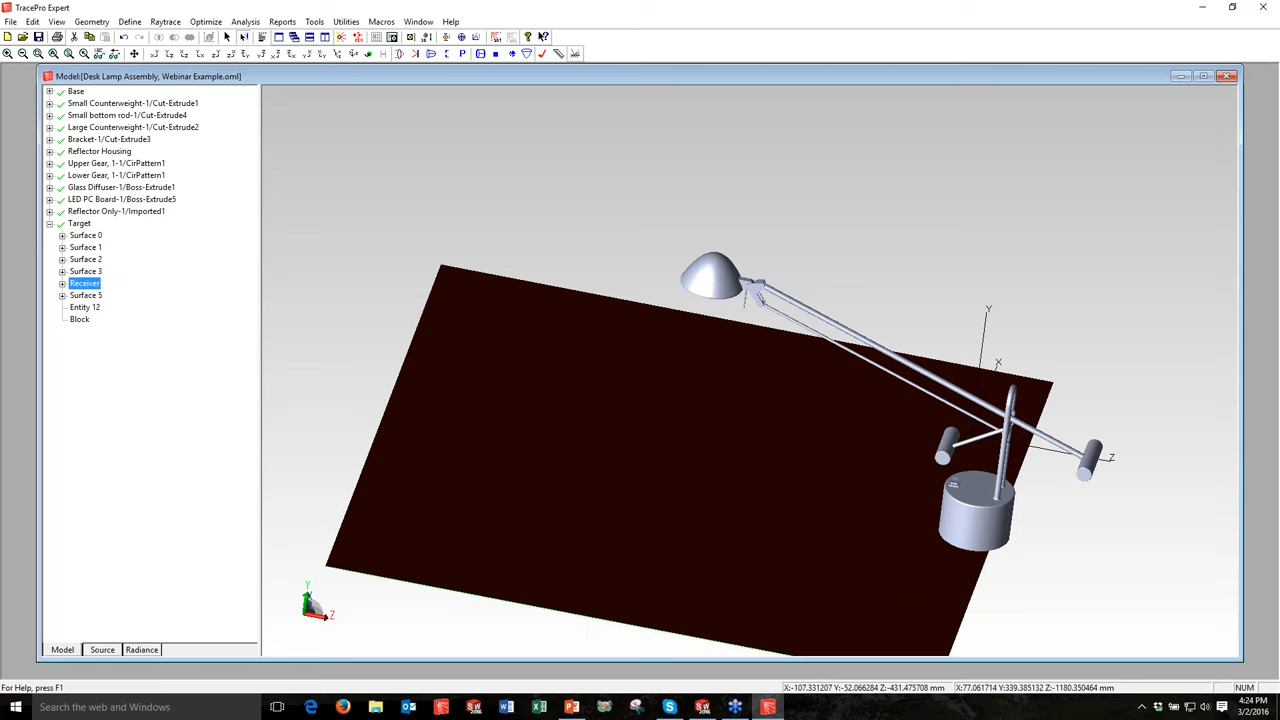 TracePro Expert
File Edit View Geometry Define Raytrace Optimize Analysis Reports Tools Utilities Macros Window Help
Model:[Desk Lamp Assembly, Webinar Example.oml]
Base
Small Counterweight-1/Cut-Extrude1
Small bottom rod-1/Cut-Extrude4
Large Counterweight-1/Cut-Extrude2
Bracket-1/Cut-Extrude3
Reflector Housing
Upper Gear, 1-1/CirPattern1
Lower Gear, 1-1/CirPattern1
Glass Diffuser-1/Boss-Extrude1
LED PC Board-1/Boss-Extrude5
Reflector Only-1/Imported1
Target
Surface 0
Surface 1
Surface 2
Surface 3
Receiver
Surface 5
Entity 12
Block
Y
X
Z
Y
Z
Model Source Radiance
For Help, press F1
X:-107.331207 Y:-52.066284 Z:-431.475708 mm
X:77.061714 Y:339.385132 Z:-1180.350464 mm
NUM
Search the web and Windows
4:24 PM
3/2/2016